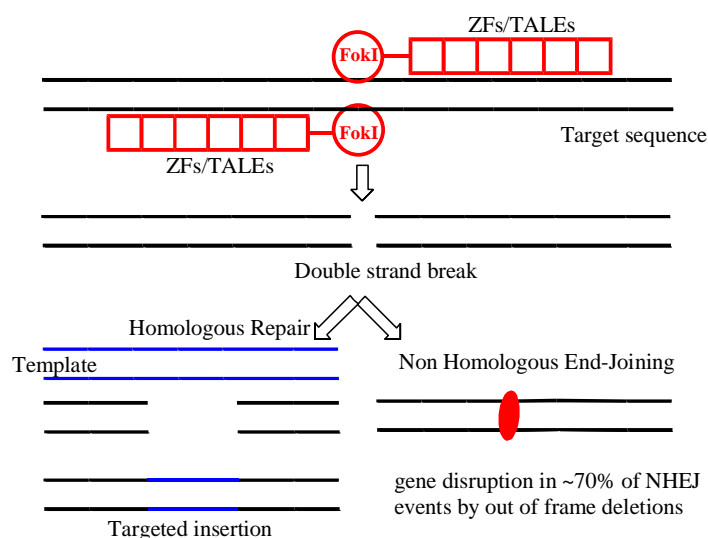 ZFs/TALEs
FokI
FokI
Target sequence
ZFs/TALEs
Double strand break
Homologous Repair
Template
Non Homologous End-Joining
gene disruption in ~70% of NHEJ
events by out of frame deletions
Targeted insertion